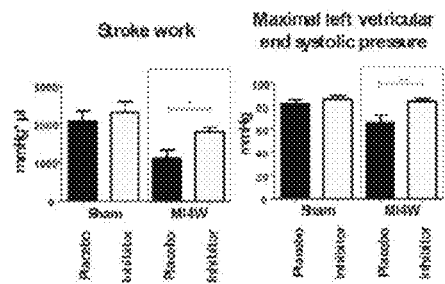 Stroke work
Maximal left vetricular
end systolic pressure
mmHg* µl
3000
2000
1000
0
Sham
MI4W
Placebo
Inhibitor
Placebo
Inhibitor
mmHg
100
80
60
40
20
0
Sham
MI4W
Placebo
Inhibitor
Placebo
Inhibitor